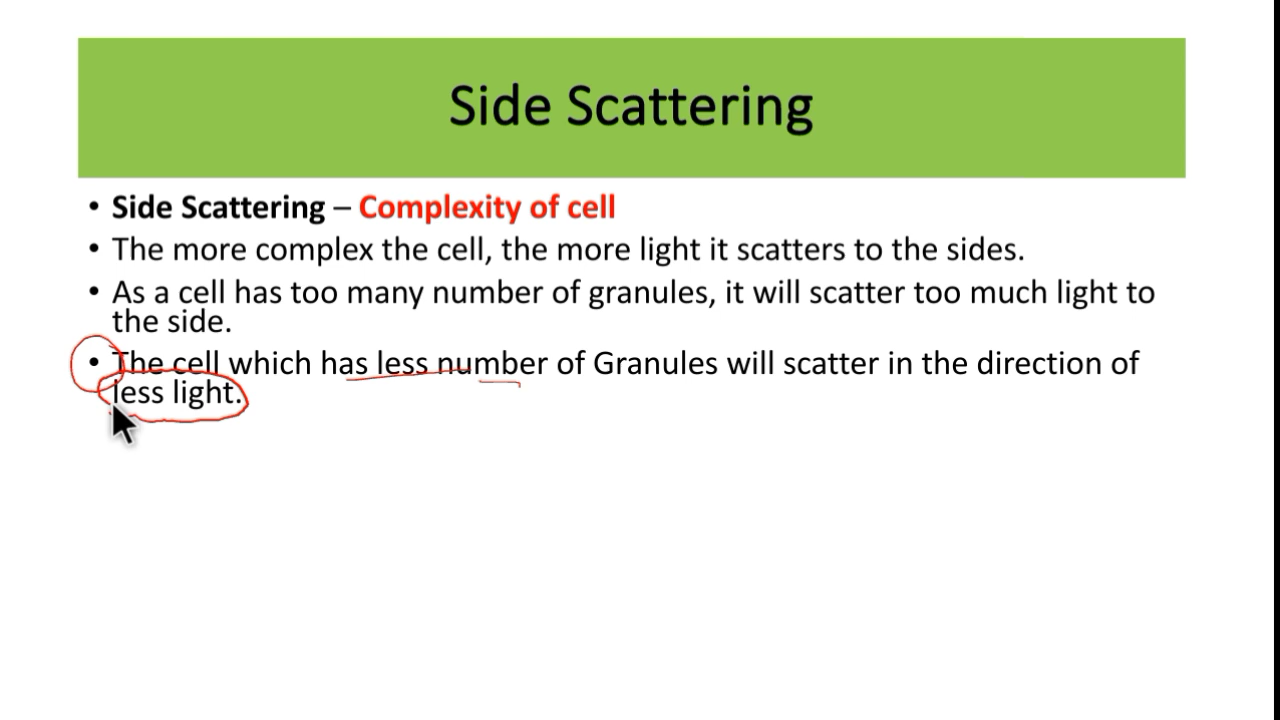 Side Scattering
• Side Scattering – Complexity of cell
• The more complex the cell, the more light it scatters to the sides.
• As a cell has too many number of granules, it will scatter too much light to
the side.
• The cell which has less number of Granules will scatter in the direction of
less light.